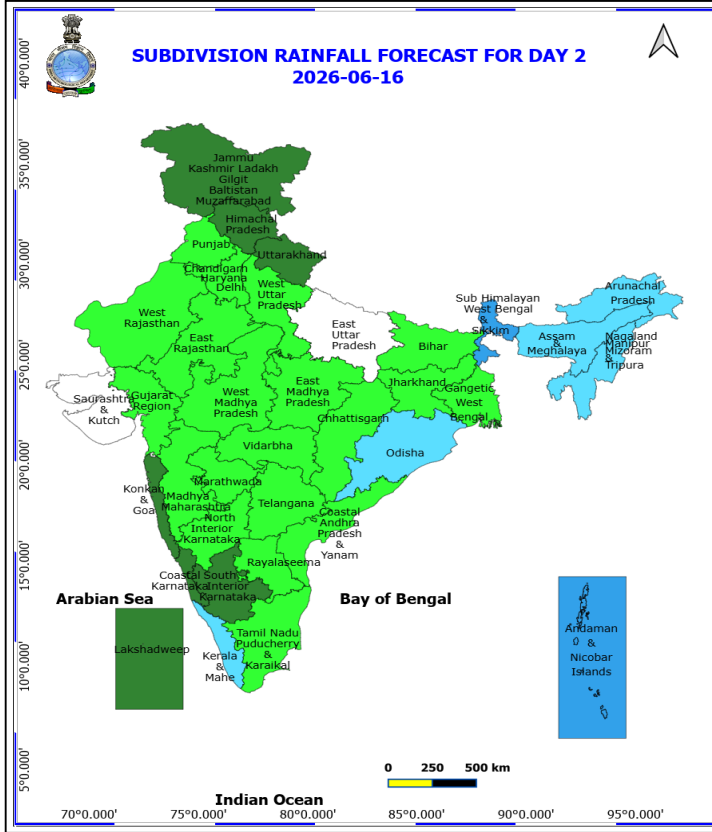 SUBDIVISION RAINFALL FORECAST FOR DAY 2
2026-06-16
40°0.000'
35°0.000'
30°0.000'
25°0.000'
20°0.000'
15°0.000'
10°0.000'
5°0.000'
Jammu
Kashmir Ladakh
Gilgit
Baltistan
Muzaffarabad
Himachal
Pradesh
Punjab
Uttarakhand
Chandigarh
Haryana
Delhi
West
Uttar
Pradesh
West
Rajasthan
East
Rajasthan
East
Uttar
Pradesh
Sub Himalayan
West Bengal
&
Sikkim
Arunachal
Pradesh
Assam
&
Meghalaya
Nagaland
Manipur
Mizoram
&
Tripura
Bihar
Jharkhand
Gangetic
West
Bengal
Saurashtra
&
Kutch
Gujarat
Region
West
Madhya
Pradesh
East
Madhya
Pradesh
Chhattisgarh
Odisha
Vidarbha
Konkan
&
Goa
Marathwada
Madhya
Maharashtra
North
Interior
Karnataka
Telangana
Coastal
Andhra
Pradesh
&
Yanam
Rayalaseema
Coastal
Karnataka
South
Interior
Karnataka
Arabian Sea
Bay of Bengal
Lakshadweep
Kerala
&
Mahe
Tamil Nadu
Puducherry
&
Karaikal
Andaman
&
Nicobar
Islands
0 250 500 km
Indian Ocean
70°0.000' 75°0.000' 80°0.000' 85°0.000' 90°0.000' 95°0.000'